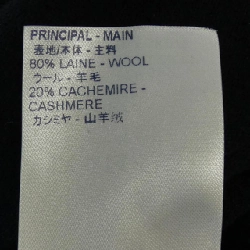 PRINCIPAL - MAIN
表地/本体 - 主料
80% LAINE - WOOL
ウール - 羊毛
20% CACHEMIRE -
CASHMERE
カシミヤ - 山羊绒